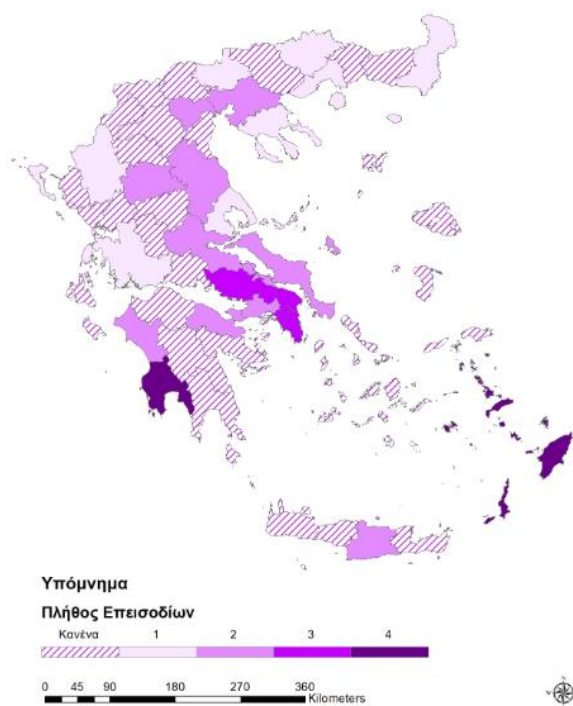 Υπόμνημα
Πλήθος Επεισοδίων
Κανένα 1 2 3 4
0 45 90 180 270 360
Kilometers